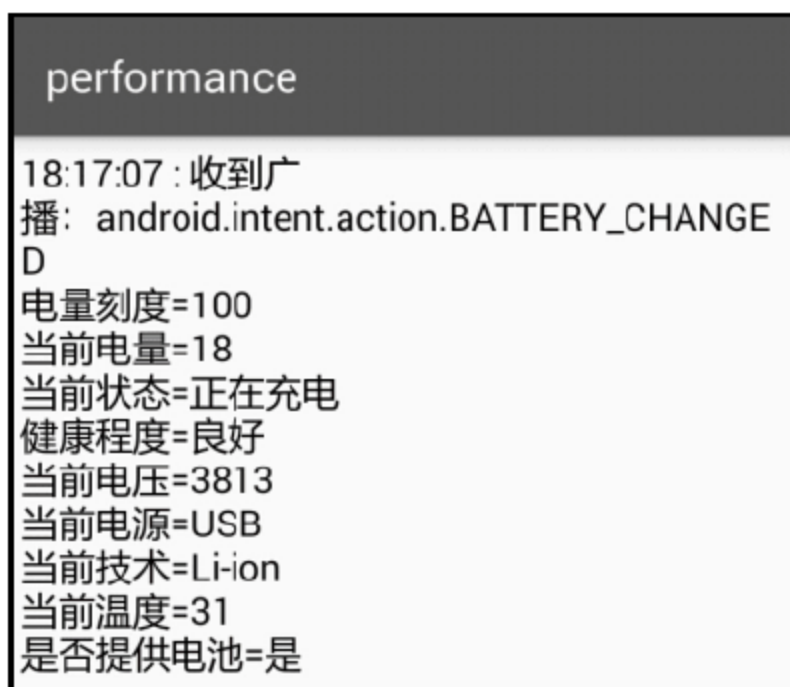 performance
18:17:07 : 收到广
播： android.intent.action.BATTERY_CHANGE
D
电量刻度=100
当前电量=18
当前状态=正在充电
健康程度=良好
当前电压=3813
当前电源=USB
当前技术=Li-ion
当前温度=31
是否提供电池=是